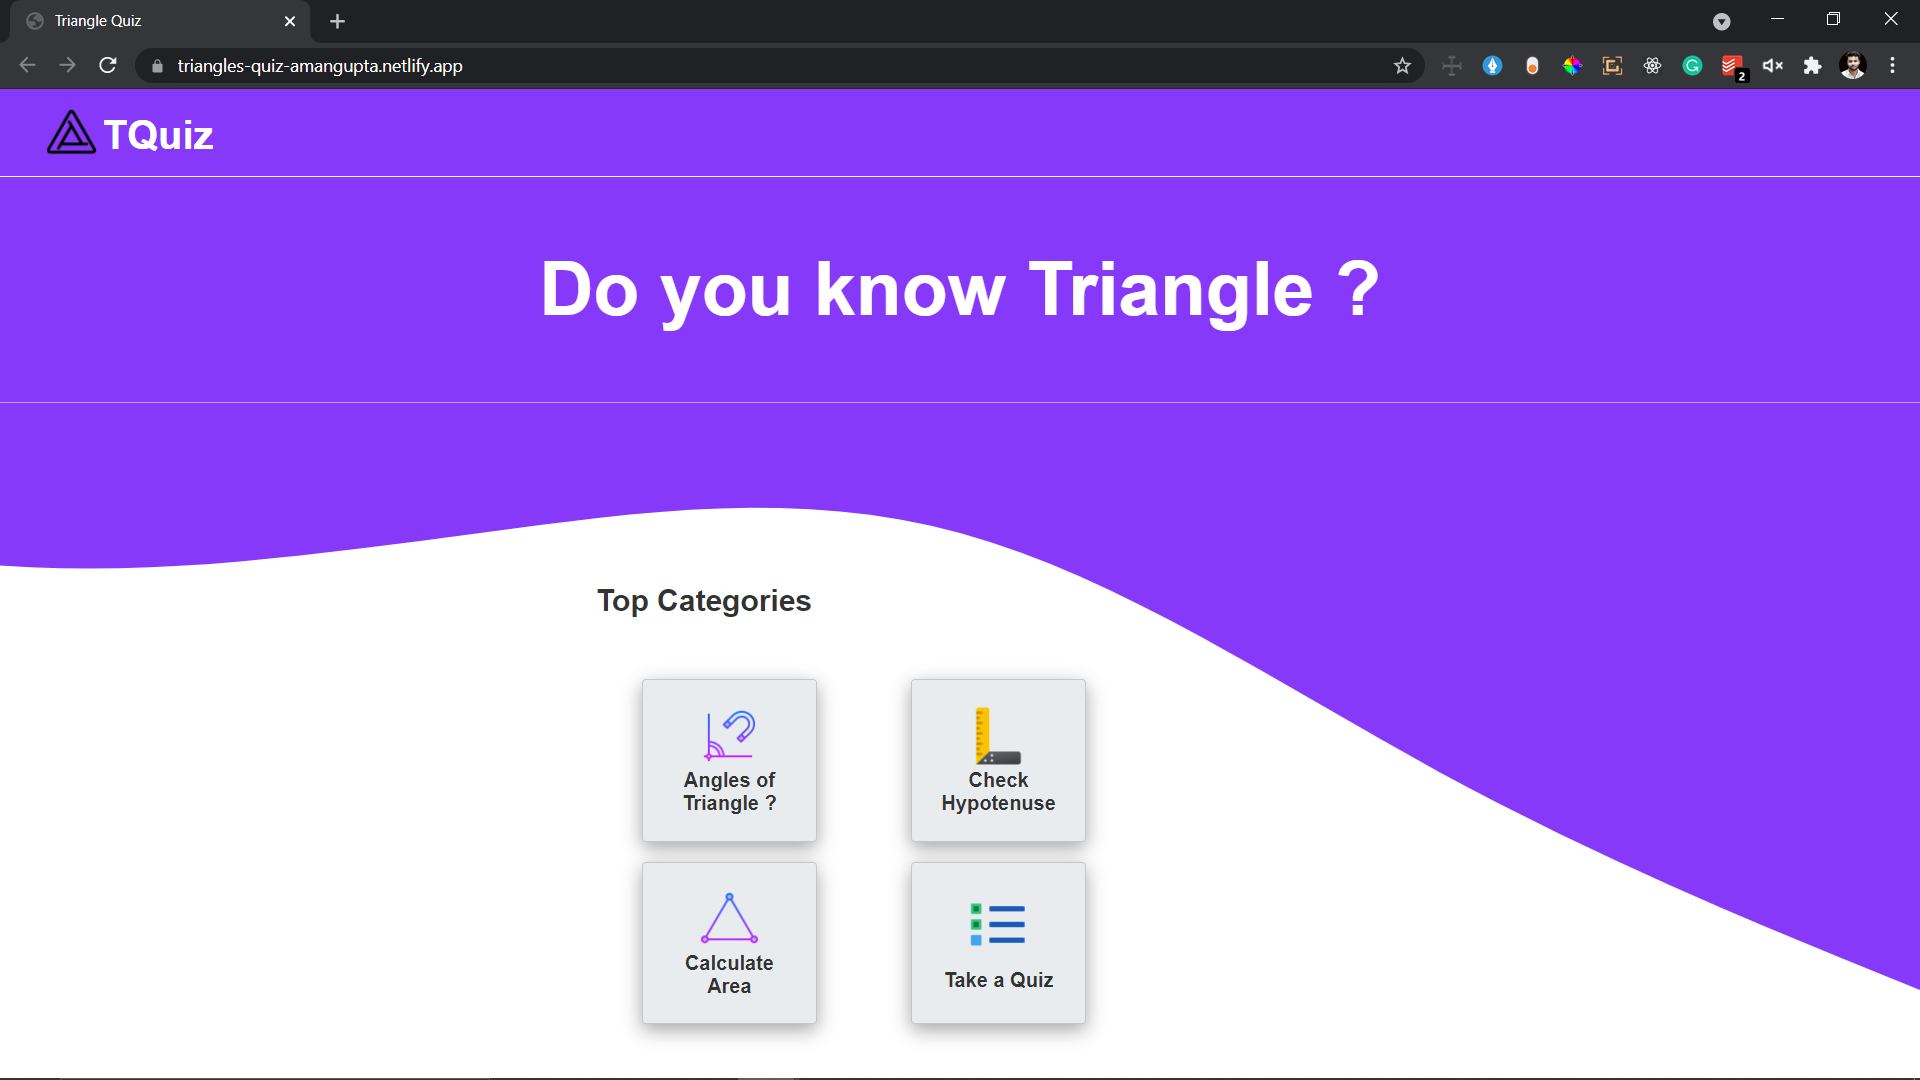 Triangle Quiz
triangles-quiz-amangupta.netlify.app
2
TQuiz
Do you know Triangle ?
Top Categories
Angles of
Triangle ?
Check
Hypotenuse
Calculate
Area
Take a Quiz